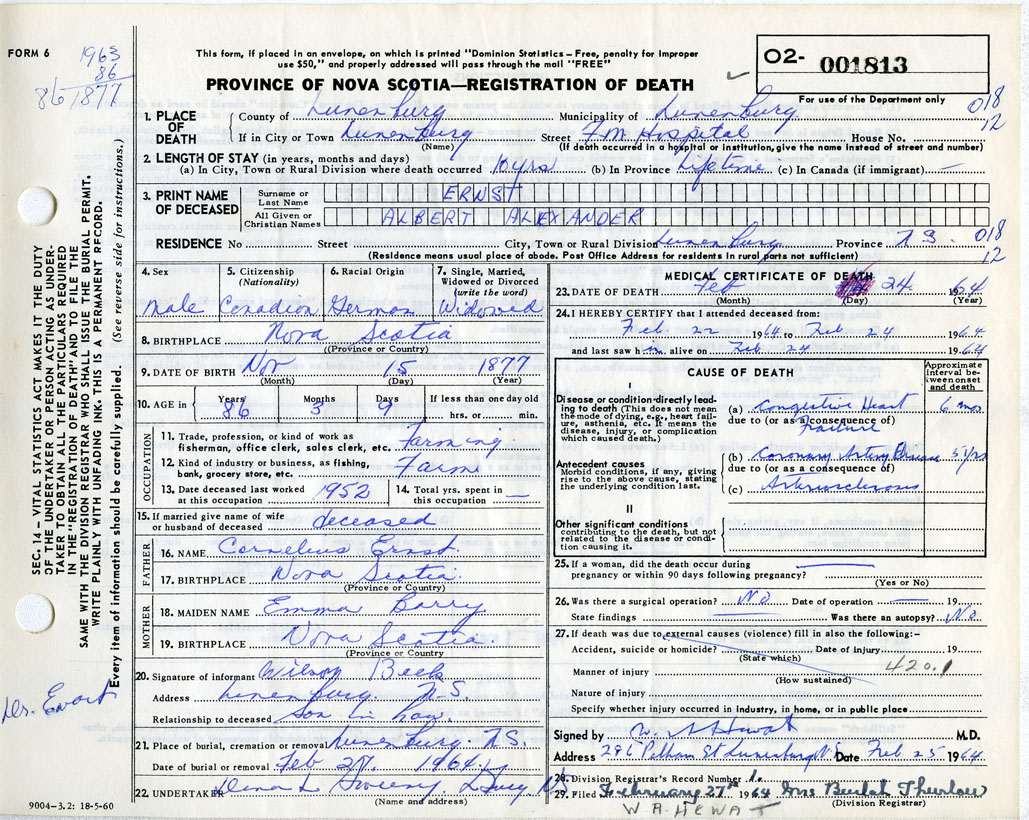 FORM 6
1963
86
86/1877
This form, if placed in an envelope, on which is printed "Dominion Statistics – Free, penalty for improper
use $50," and properly addressed will pass through the mail "FREE"
O2- 001813
For use of the Department only
PROVINCE OF NOVA SCOTIA—REGISTRATION OF DEATH
018
12
1. PLACE OF DEATH
County of Lunenburg Municipality of Lunenburg
If in City or Town Lunenburg Street F.M. Hospital House No.
(Name) (If death occurred in a hospital or institution, give the name instead of street and number)
2. LENGTH OF STAY (in years, months and days)
(a) In City, Town or Rural Division where death occurred 10 yrs (b) In Province Lifetime (c) In Canada (if immigrant) —
3. PRINT NAME OF DECEASED
Surname or Last Name ERNST
All Given or Christian Names ALBERT ALEXANDER
RESIDENCE No Street City, Town or Rural Division Lunenburg Province N S. 018
(Residence means usual place of abode. Post Office Address for residents in rural parts not sufficient) 12
4. Sex
Male
5. Citizenship
(Nationality)
Canadian
6. Racial Origin
German
7. Single, Married, Widowed or Divorced
(write the word)
Widowed
8. BIRTHPLACE Nova Scotia
(Province or Country)
9. DATE OF BIRTH Nov 15 1877
(Month) (Day) (Year)
10. AGE in Years 86 Months 3 Days 9 If less than one day old
hrs. or min.
OCCUPATION
11. Trade, profession, or kind of work as
fisherman, office clerk, sales clerk, etc. Farming
12. Kind of industry or business, as fishing,
bank, grocery store, etc. Farm
13. Date deceased last worked
at this occupation 1952
14. Total yrs. spent in
this occupation —
15. If married give name of wife
or husband of deceased deceased
FATHER
16. NAME Cornelius Ernst
17. BIRTHPLACE Nova Scotia
(Province or Country)
MOTHER
18. MAIDEN NAME Emma Barry
19. BIRTHPLACE Nova Scotia
(Province or Country)
20. Signature of informant Wilson Beck
Address Lunenburg N.S.
Relationship to deceased Son in Law.
21. Place of burial, cremation or removal Lunenburg. N.S.
Date of burial or removal Feb 27. 1964.
22. UNDERTAKER
(Name and address)
MEDICAL CERTIFICATE OF DEATH
23. DATE OF DEATH Feb 24 1964
(Month) (Day) (Year)
24. I HEREBY CERTIFY that I attended deceased from:
Feb. 22 1964 to Feb 24 1964
and last saw him alive on Feb 24 1964
CAUSE OF DEATH
Approximate interval between onset and death
I
Disease or condition directly leading to death (This does not mean the mode of dying, e.g., heart failure, asthenia, etc. It means the disease, injury, or complication which caused death.)
(a) Congestive Heart Failure 6 mos
due to (or as a consequence of)
Antecedent causes
Morbid conditions, if any, giving rise to the above cause, stating the underlying condition last.
(b) Coronary Artery Disease 5 yrs
due to (or as a consequence of)
(c) Arteriosclerosis
II
Other significant conditions
contributing to the death, but not related to the disease or condition causing it.
25. If a woman, did the death occur during
pregnancy or within 90 days following pregnancy? —
(Yes or No)
26. Was there a surgical operation? No Date of operation — 19
State findings — Was there an autopsy? No
27. If death was due to external causes (violence) fill in also the following:–
Accident, suicide or homicide? Date of injury 19
(State which)
Manner of injury 420.1
(How sustained)
Nature of injury
Specify whether injury occurred in industry, in home, or in public place
Signed by W. A Hewat M.D.
Address 296 Pelham St Lunenburg N.S. Date Feb 25 1964
28. Division Registrar's Record Number 1.
29. Filed February 27th 1964 Mrs Beulah Thurlow
(Division Registrar)
W A HEWAT
SEC. 14 – VITAL STATISTICS ACT MAKES IT THE DUTY
OF THE UNDERTAKER OR PERSON ACTING AS UNDER-
TAKER TO OBTAIN ALL THE PARTICULARS REQUIRED
IN THE "REGISTRATION OF DEATH" AND TO FILE THE
SAME WITH THE DIVISION REGISTRAR WHO SHALL ISSUE THE BURIAL PERMIT.
WRITE PLAINLY WITH UNFADING INK. THIS IS A PERMANENT RECORD.
Every item of information should be carefully supplied. (See reverse side for instructions.)
9004-3.2: 18-5-60